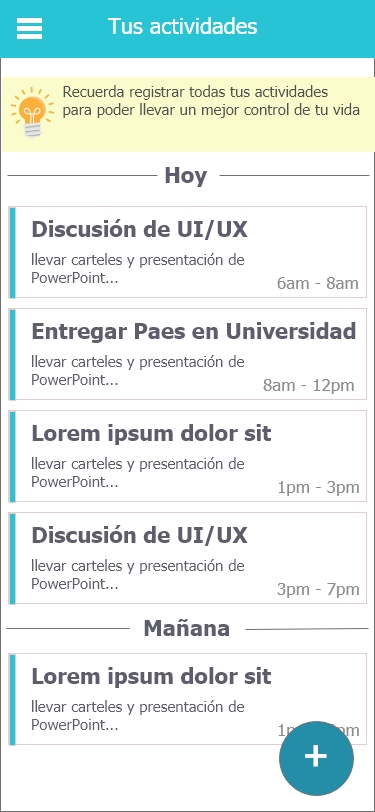 Tus actividades
Recuerda registrar todas tus actividades
para poder llevar un mejor control de tu vida
Hoy
Discusión de UI/UX
llevar carteles y presentación de
PowerPoint...
6am - 8am
Entregar Paes en Universidad
llevar carteles y presentación de
PowerPoint...
8am - 12pm
Lorem ipsum dolor sit
llevar carteles y presentación de
PowerPoint...
1pm - 3pm
Discusión de UI/UX
llevar carteles y presentación de
PowerPoint...
3pm - 7pm
Mañana
Lorem ipsum dolor sit
llevar carteles y presentación de
PowerPoint...
+